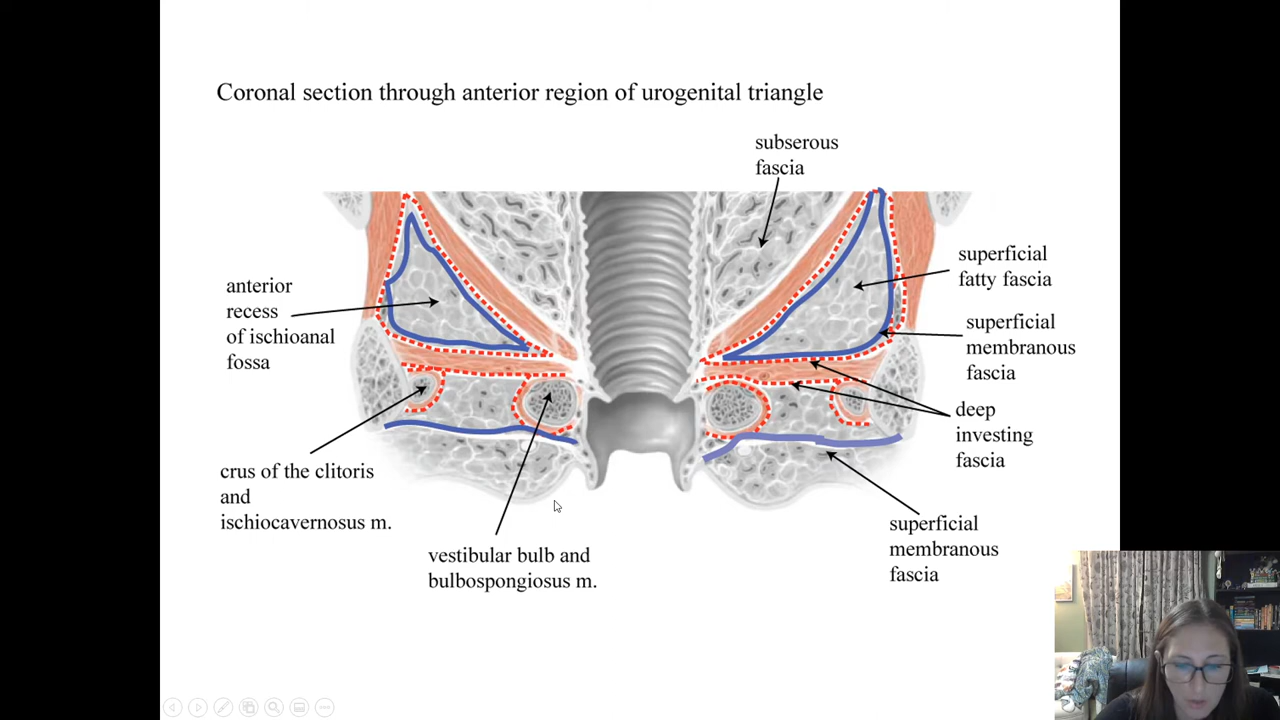 Coronal section through anterior region of urogenital triangle
subserous
fascia
anterior
recess
of ischioanal
fossa
superficial
fatty fascia
superficial
membranous
fascia
deep
investing
fascia
crus of the clitoris
and
ischiocavernosus m.
vestibular bulb and
bulbospongiosus m.
superficial
membranous
fascia